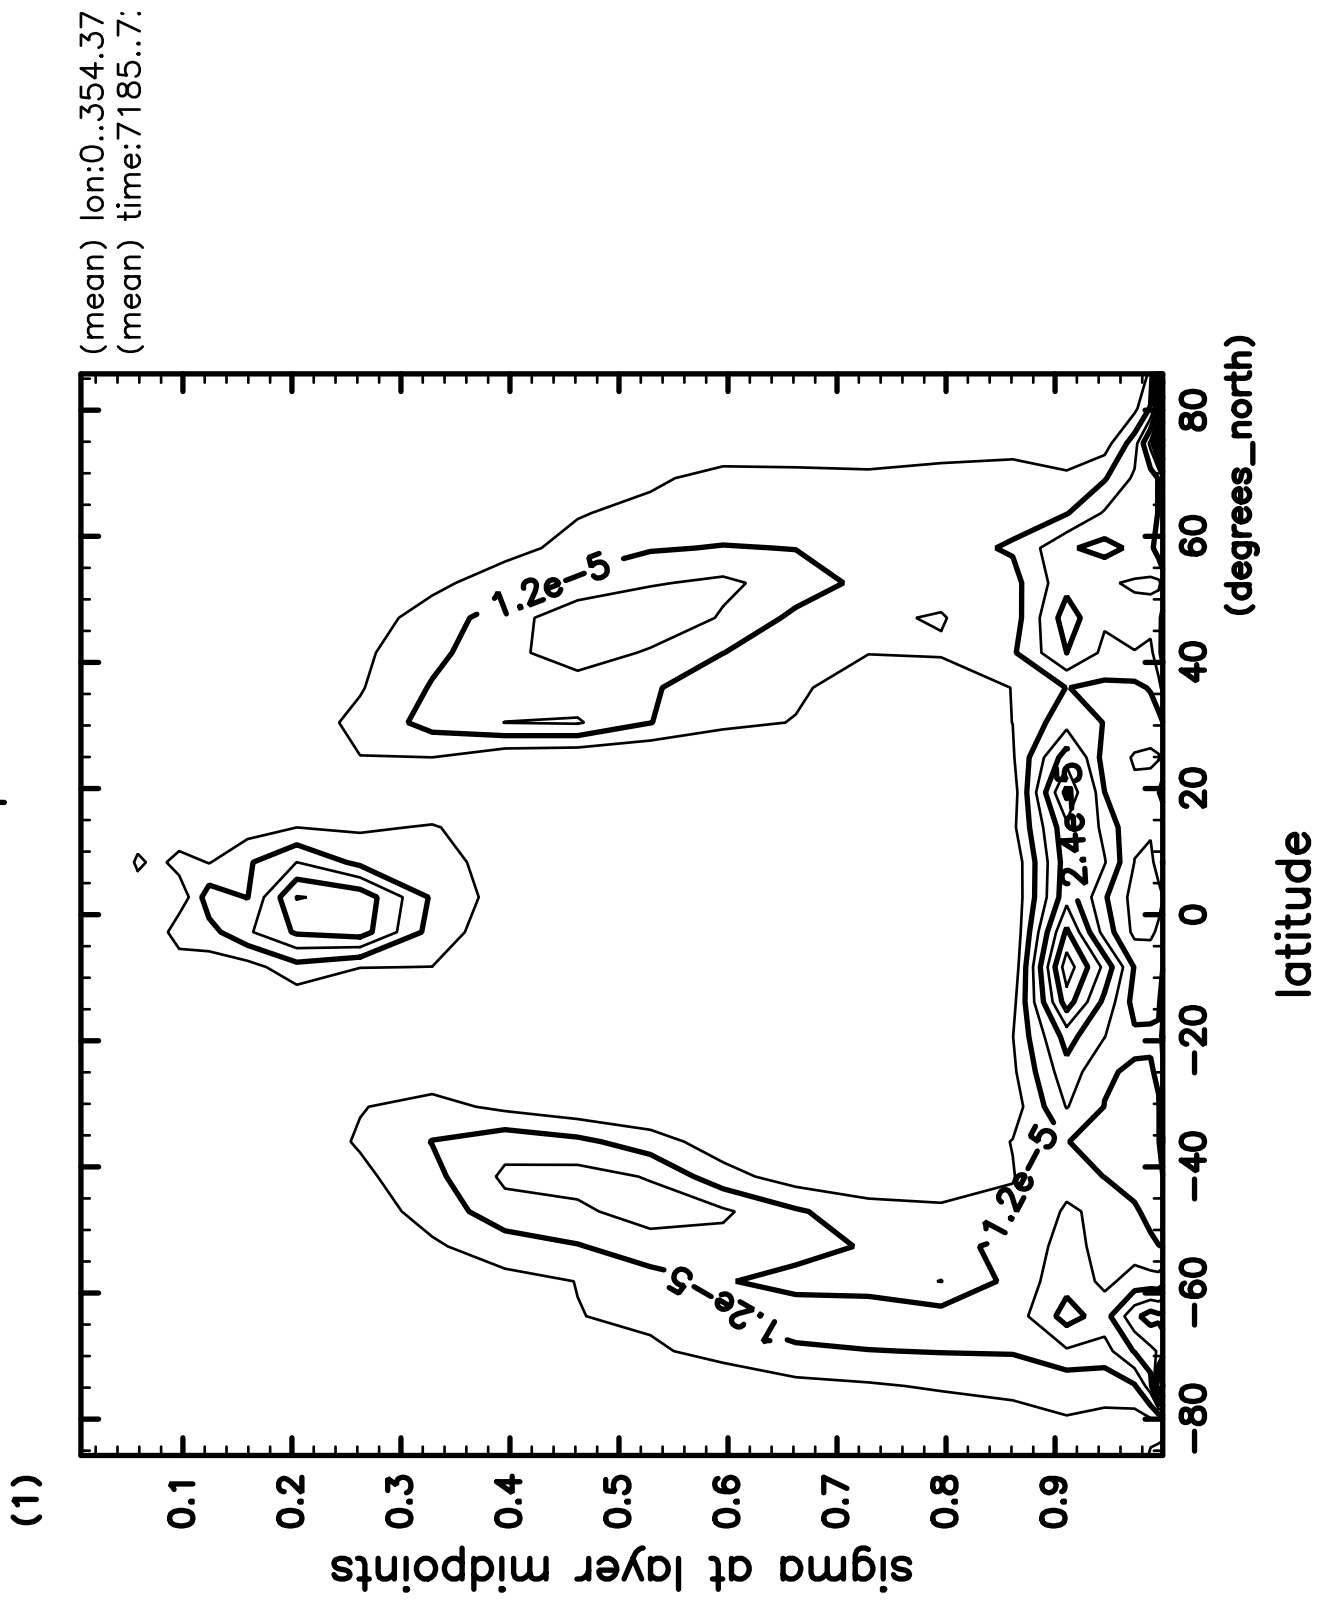 (mean) lon:0..354.37
(mean) time:7185..7
(1)
sigma at layer midpoints
0.1
0.2
0.3
0.4
0.5
0.6
0.7
0.8
0.9
1.2e−5
1.2e−5
1.2e−5
2.4e−5
−80
−60
−40
−20
0
20
40
60
80
latitude
(degrees_north)